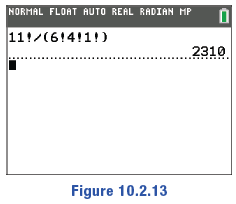 NORMAL FLOAT AUTO REAL RADIAN MP
11!/(6!4!1!)
2310
Figure 10.2.13